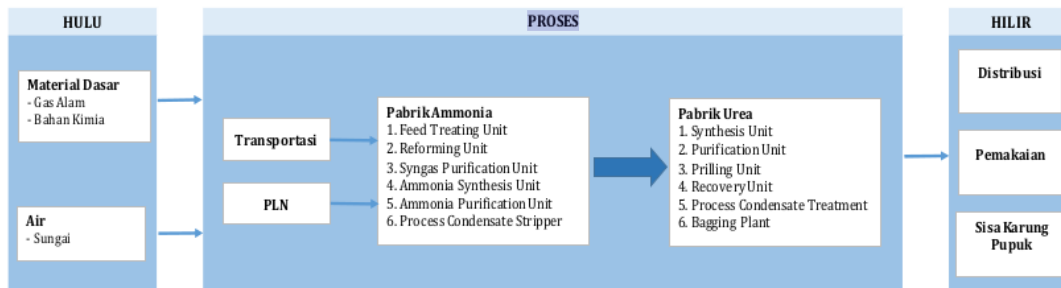 HULU
Material Dasar
- Gas Alam
- Bahan Kimia
Air
- Sungai
PROSES
Transportasi
PLN
Pabrik Ammonia
1. Feed Treating Unit
2. Reforming Unit
3. Syngas Purification Unit
4. Ammonia Synthesis Unit
5. Ammonia Purification Unit
6. Process Condensate Stripper
Pabrik Urea
1. Synthesis Unit
2. Purification Unit
3. Prilling Unit
4. Recovery Unit
5. Process Condensate Treatment
6. Bagging Plant
HILIR
Distribusi
Pemakaian
Sisa Karung
Pupuk